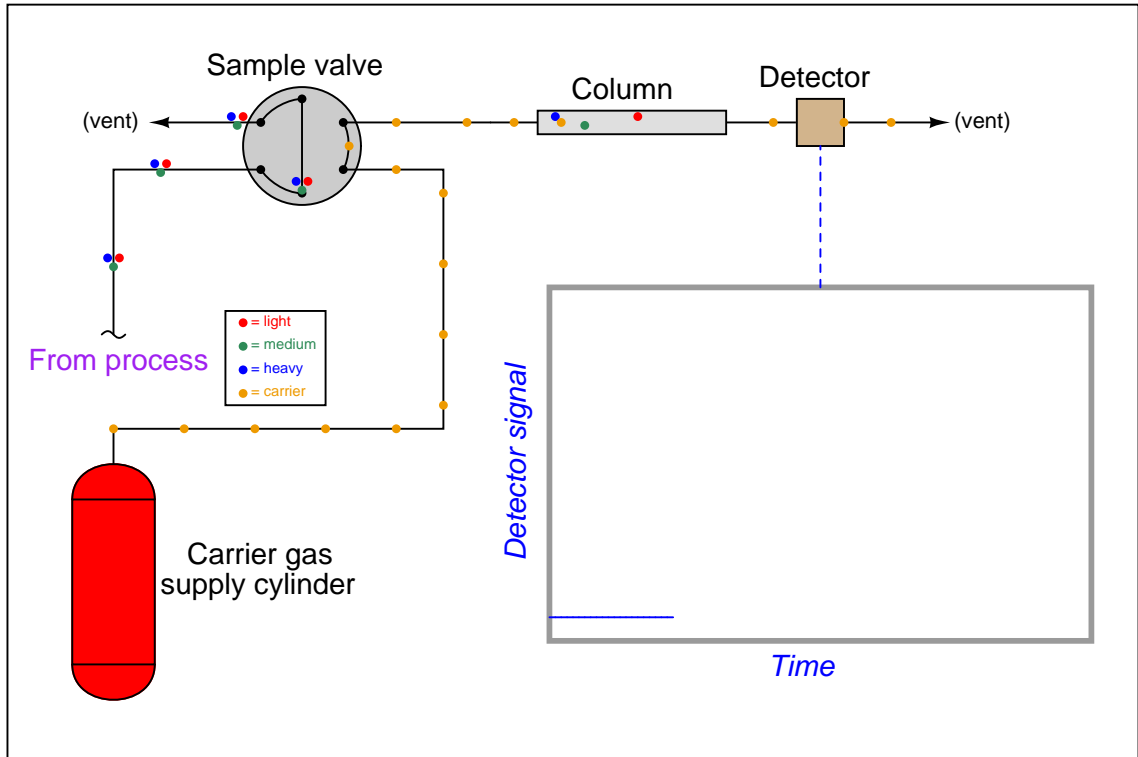 Sample valve
Column
Detector
(vent)
(vent)
= light
= medium
= heavy
= carrier
From process
Detector signal
Carrier gas
supply cylinder
Time